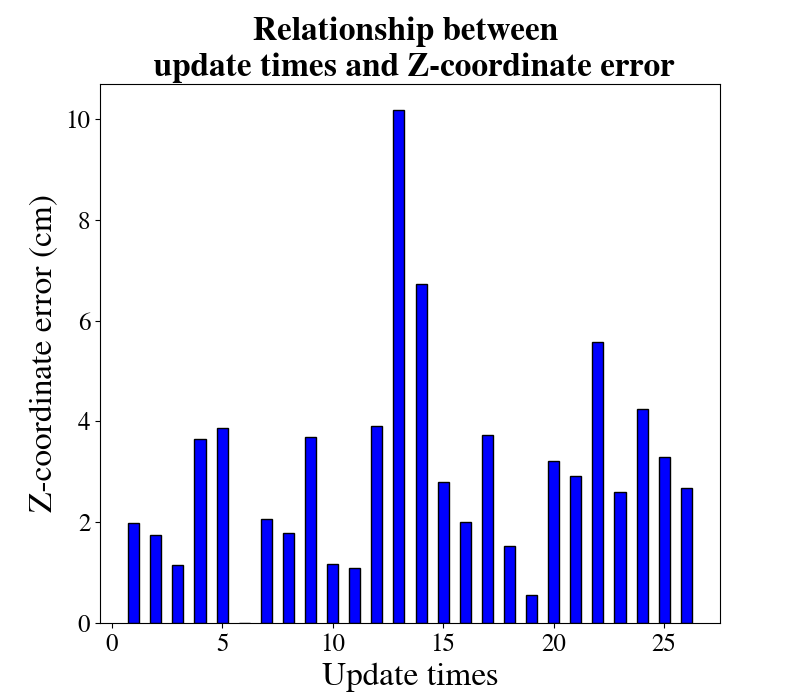 Relationship between
update times and Z-coordinate error
Z-coordinate error (cm)
10
8
6
4
2
0
0 5 10 15 20 25
Update times